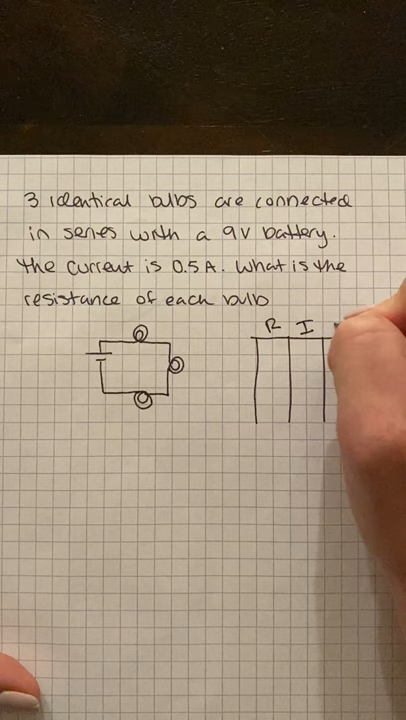 3 identical bulbs are connected
in series with a 9V battery.
The current is 0.5A. What is the
resistance of each bulb
R I